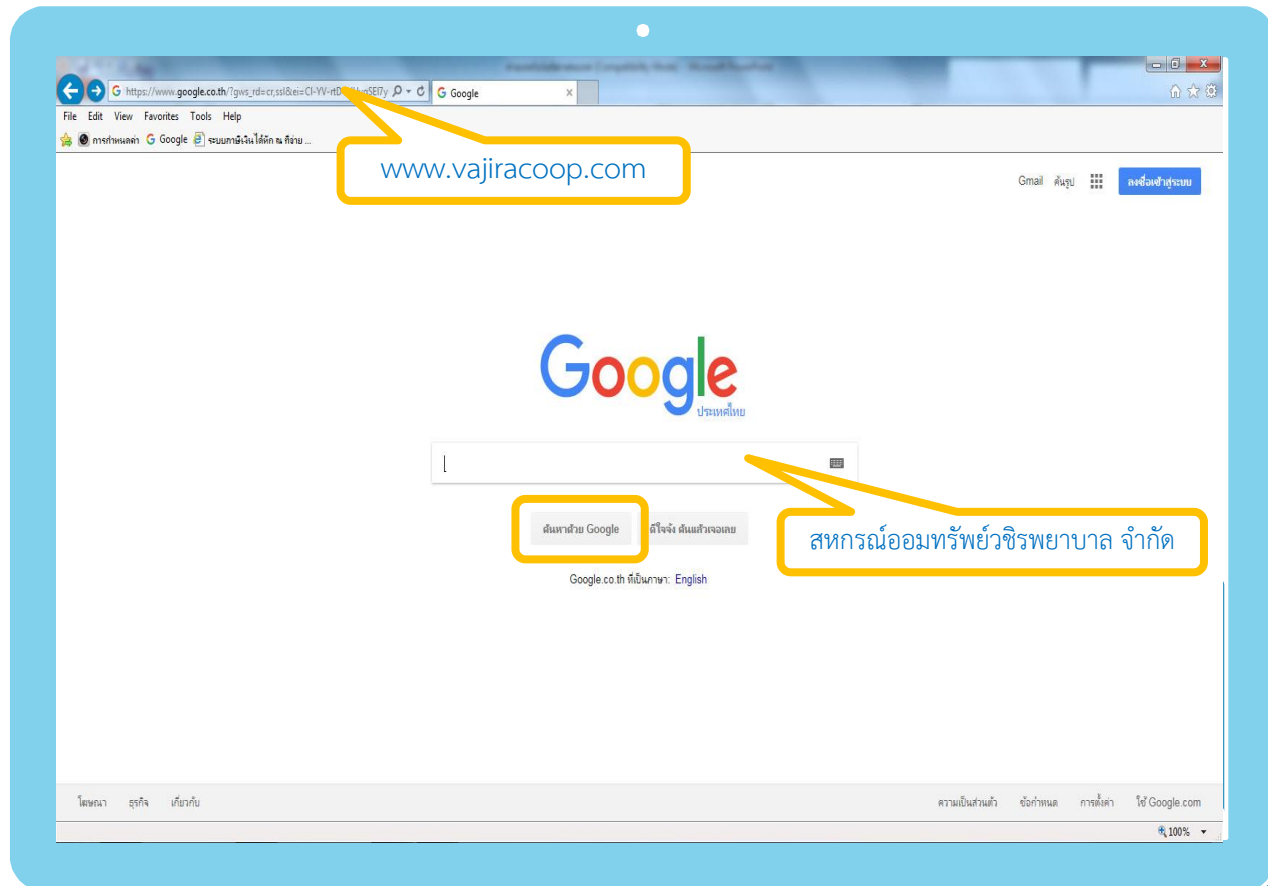 https://www.google.co.th/?gws_rd=cr,ssl&ei=CI-YV-
Google
File Edit View Favorites Tools Help
การกำหนดค่า Google ระบบภาษีเงินได้หัก ณ ที่จ่าย ...
www.vajiracoop.com
Gmail ค้นรูป ลงชื่อเข้าสู่ระบบ
Google
ประเทศไทย
ค้นหาด้วย Google ดีใจจัง ค้นแล้วเจอเลย
สหกรณ์ออมทรัพย์วชิรพยาบาล จำกัด
Google.co.th ที่เป็นภาษา: English
โฆษณา ธุรกิจ เกี่ยวกับ ความเป็นส่วนตัว ข้อกำหนด การตั้งค่า ใช้ Google.com
100%